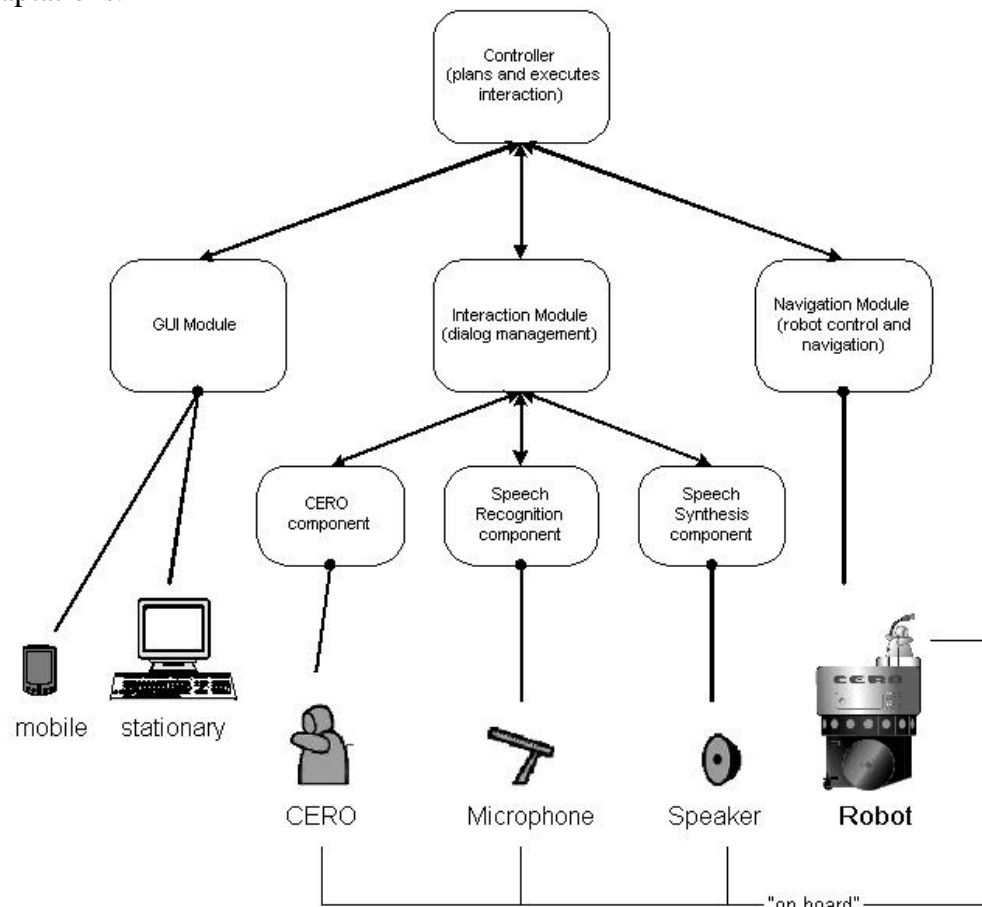 Controller
(plans and executes
interaction)
GUI Module
Interaction Module
(dialog management)
Navigation Module
(robot control and
navigation)
CERO
component
Speech
Recognition
component
Speech
Synthesis
component
CERO
mobile
stationary
CERO
Microphone
Speaker
Robot
"on board"